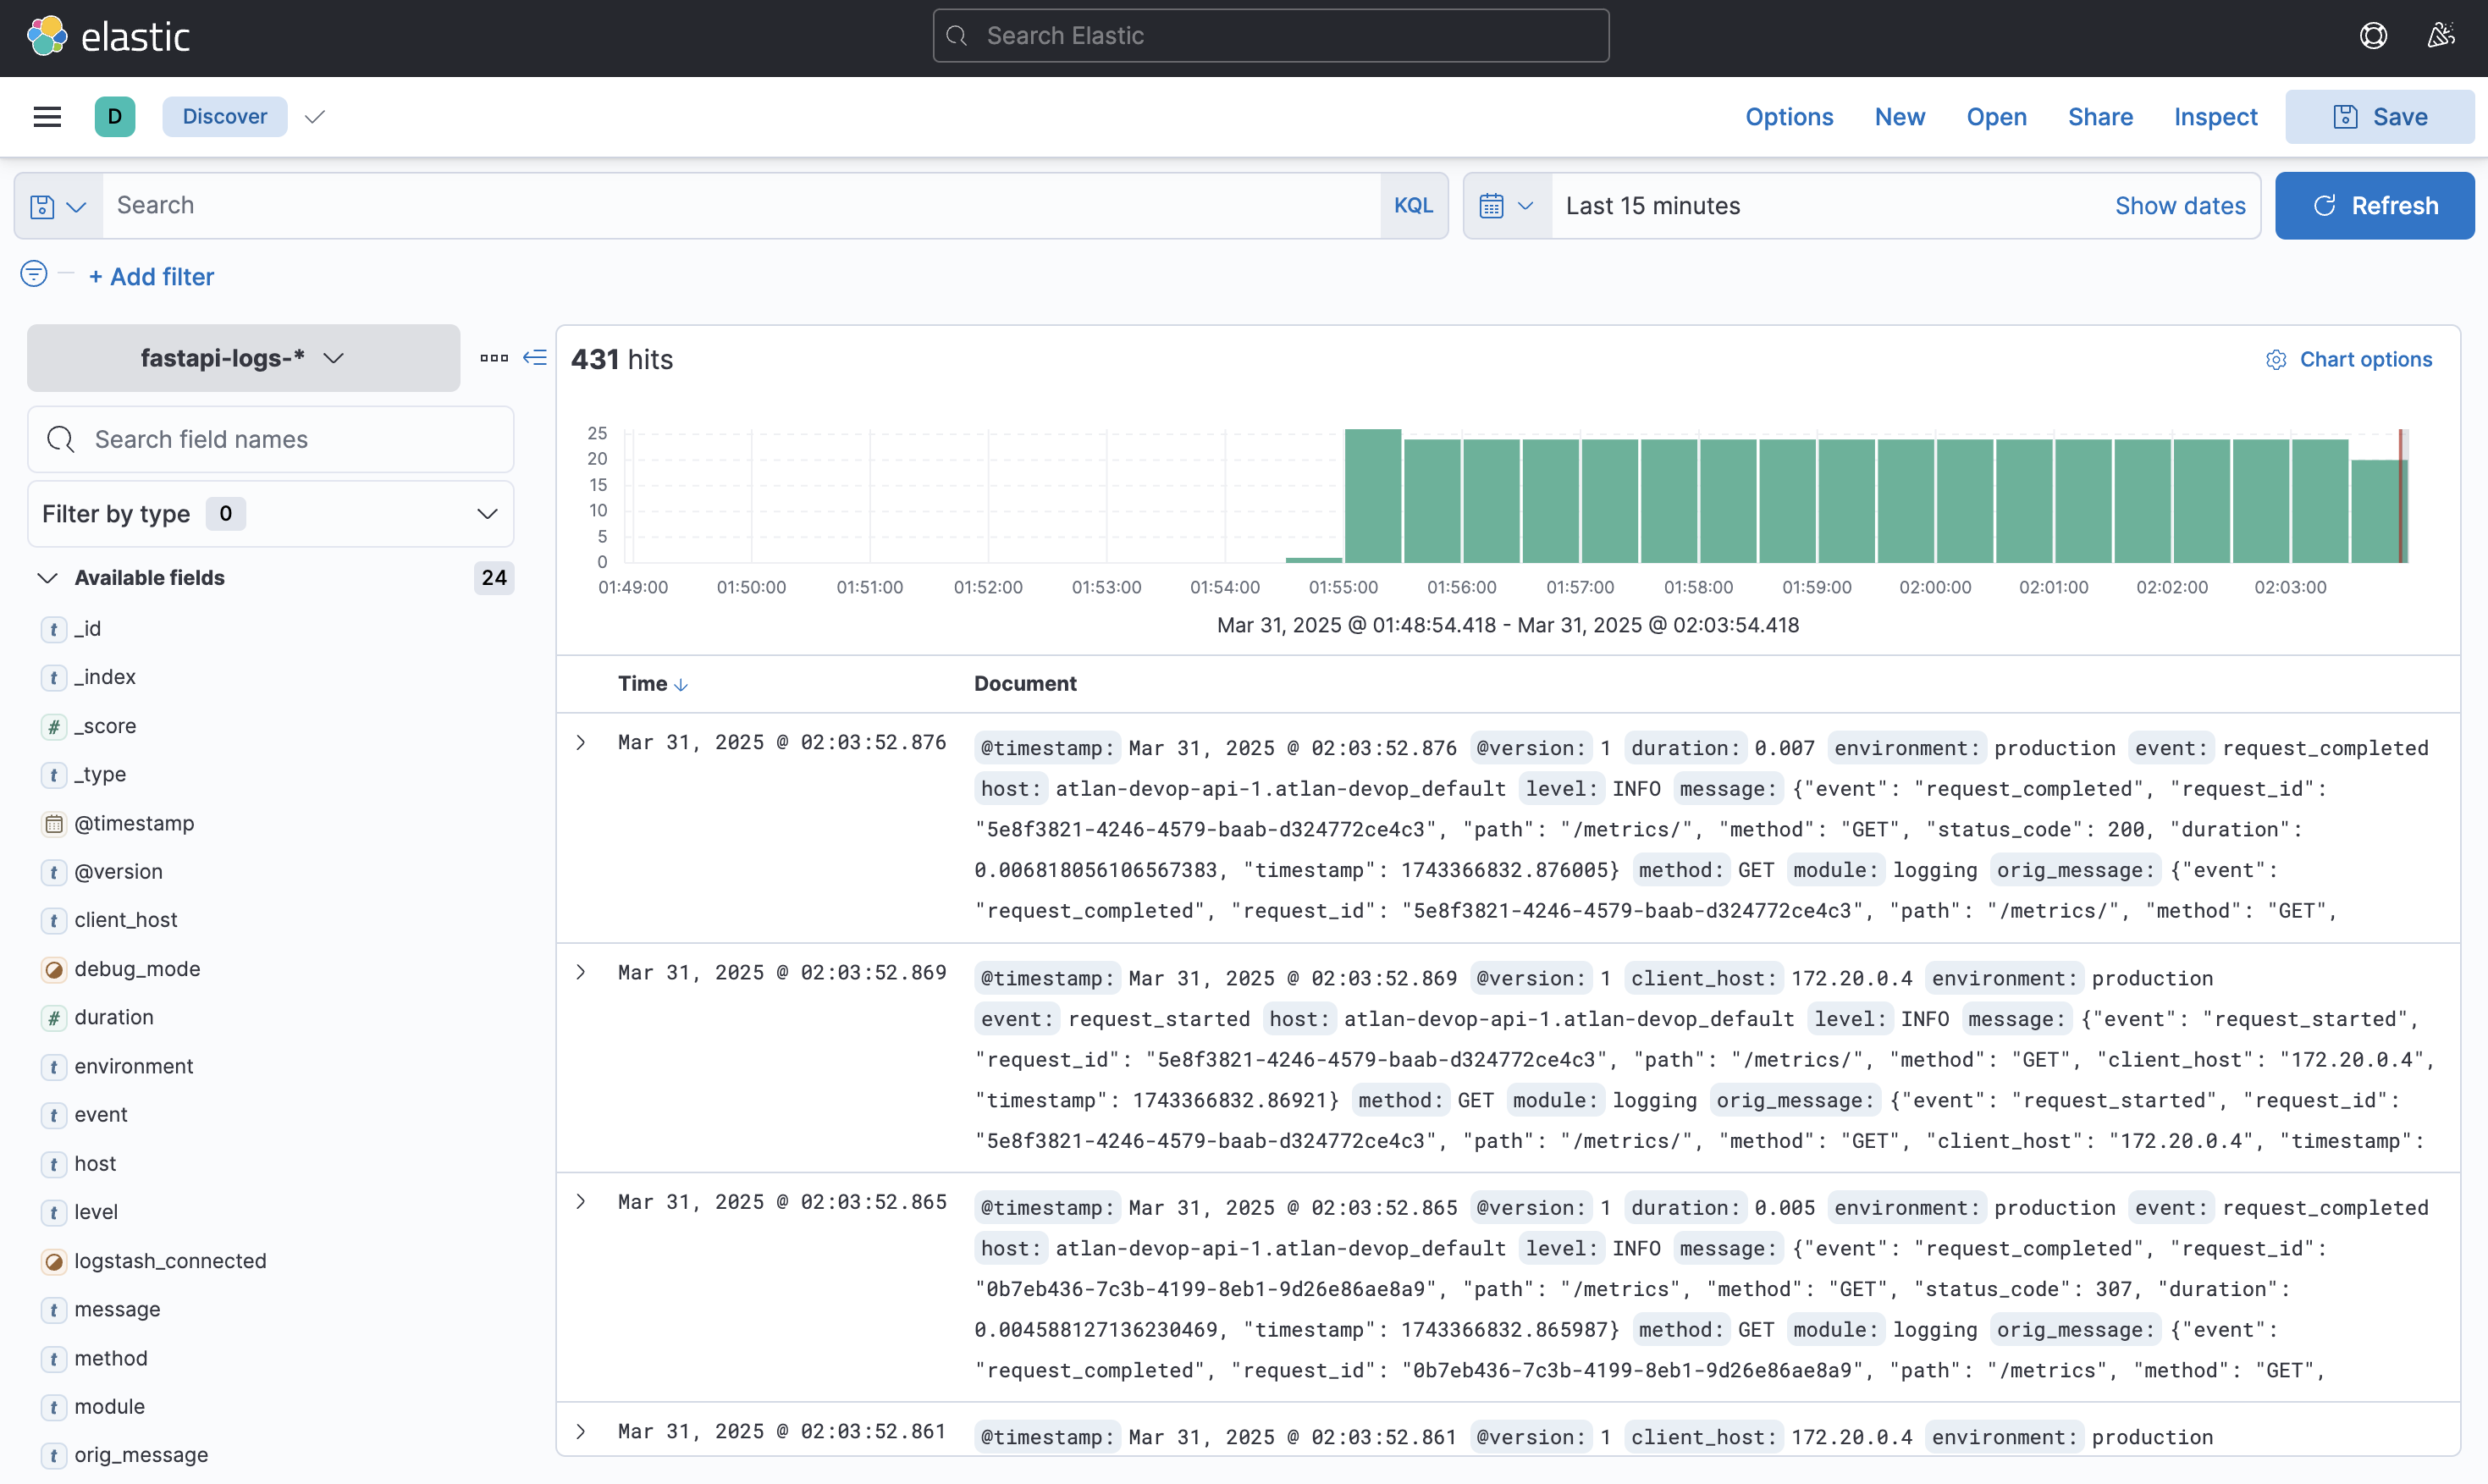 elastic
Search Elastic
D
Discover
Options
New
Open
Share
Inspect
Save
Search
KQL
Last 15 minutes
Show dates
Refresh
+ Add filter
fastapi-logs-*
Search field names
Filter by type 0
Available fields 24
t _id
t _index
# _score
t _type
@timestamp
t @version
t client_host
debug_mode
# duration
t environment
t event
t host
t level
logstash_connected
t message
t method
t module
t orig_message
431 hits
Chart options
25
20
15
10
5
0
01:49:00 01:50:00 01:51:00 01:52:00 01:53:00 01:54:00 01:55:00 01:56:00 01:57:00 01:58:00 01:59:00 02:00:00 02:01:00 02:02:00 02:03:00
Mar 31, 2025 @ 01:48:54.418 - Mar 31, 2025 @ 02:03:54.418
Time Document
Mar 31, 2025 @ 02:03:52.876
@timestamp: Mar 31, 2025 @ 02:03:52.876 @version: 1 duration: 0.007 environment: production event: request_completed
host: atlan-devop-api-1.atlan-devop_default level: INFO message: {"event": "request_completed", "request_id":
"5e8f3821-4246-4579-baab-d324772ce4c3", "path": "/metrics/", "method": "GET", "status_code": 200, "duration":
0.006818056106567383, "timestamp": 1743366832.876005} method: GET module: logging orig_message: {"event":
"request_completed", "request_id": "5e8f3821-4246-4579-baab-d324772ce4c3", "path": "/metrics/", "method": "GET",
Mar 31, 2025 @ 02:03:52.869
@timestamp: Mar 31, 2025 @ 02:03:52.869 @version: 1 client_host: 172.20.0.4 environment: production
event: request_started host: atlan-devop-api-1.atlan-devop_default level: INFO message: {"event": "request_started",
"request_id": "5e8f3821-4246-4579-baab-d324772ce4c3", "path": "/metrics/", "method": "GET", "client_host": "172.20.0.4",
"timestamp": 1743366832.86921} method: GET module: logging orig_message: {"event": "request_started", "request_id":
"5e8f3821-4246-4579-baab-d324772ce4c3", "path": "/metrics/", "method": "GET", "client_host": "172.20.0.4", "timestamp":
Mar 31, 2025 @ 02:03:52.865
@timestamp: Mar 31, 2025 @ 02:03:52.865 @version: 1 duration: 0.005 environment: production event: request_completed
host: atlan-devop-api-1.atlan-devop_default level: INFO message: {"event": "request_completed", "request_id":
"0b7eb436-7c3b-4199-8eb1-9d26e86ae8a9", "path": "/metrics", "method": "GET", "status_code": 307, "duration":
0.004588127136230469, "timestamp": 1743366832.865987} method: GET module: logging orig_message: {"event":
"request_completed", "request_id": "0b7eb436-7c3b-4199-8eb1-9d26e86ae8a9", "path": "/metrics", "method": "GET",
Mar 31, 2025 @ 02:03:52.861
@timestamp: Mar 31, 2025 @ 02:03:52.861 @version: 1 client_host: 172.20.0.4 environment: production